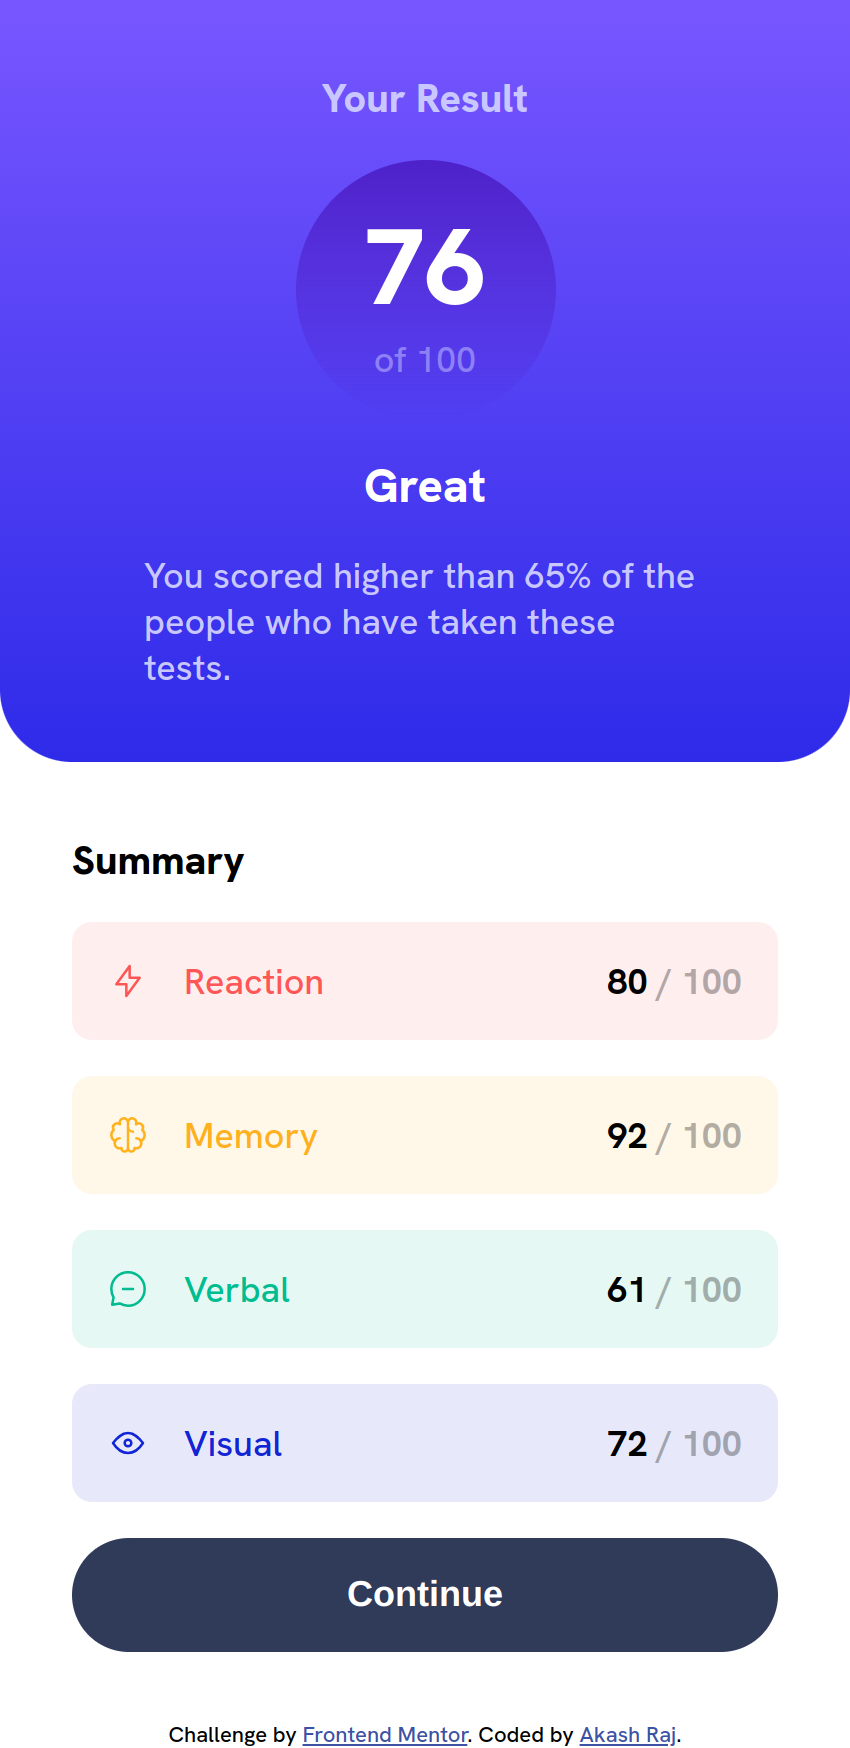 Your Result
76
of 100
Great
You scored higher than 65% of the
people who have taken these
tests.
Summary
Reaction 80 / 100
Memory 92 / 100
Verbal 61 / 100
Visual 72 / 100
Continue
Challenge by Frontend Mentor. Coded by Akash Raj.